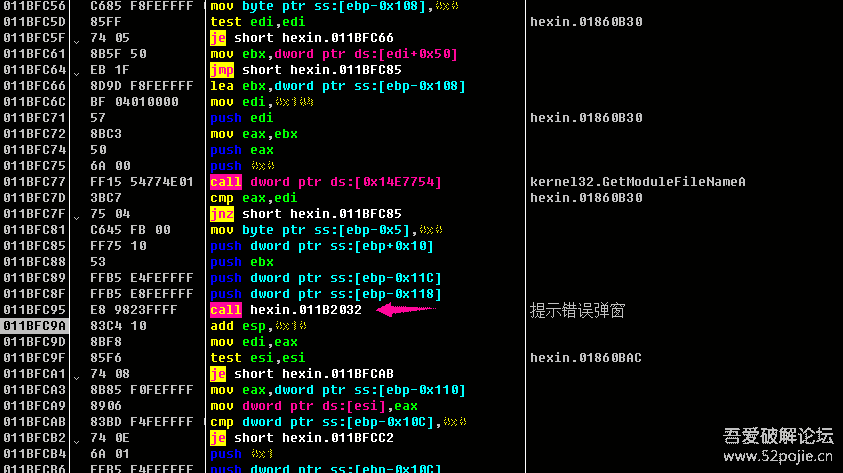 011BFC56 C685 F8FEFFFF mov byte ptr ss:[ebp-0x108],0x0
011BFC5D 85FF test edi,edi hexin.01860B30
011BFC5F 74 05 je short hexin.011BFC66
011BFC61 8B5F 50 mov ebx,dword ptr ds:[edi+0x50]
011BFC64 EB 1F jmp short hexin.011BFC85
011BFC66 8D9D F8FEFFFF lea ebx,dword ptr ss:[ebp-0x108]
011BFC6C BF 04010000 mov edi,0x104
011BFC71 57 push edi hexin.01860B30
011BFC72 8BC3 mov eax,ebx
011BFC74 50 push eax
011BFC75 6A 00 push 0x0
011BFC77 FF15 54774E01 call dword ptr ds:[0x14E7754] kernel32.GetModuleFileNameA
011BFC7D 3BC7 cmp eax,edi hexin.01860B30
011BFC7F 75 04 jnz short hexin.011BFC85
011BFC81 C645 FB 00 mov byte ptr ss:[ebp-0x5],0x0
011BFC85 FF75 10 push dword ptr ss:[ebp+0x10]
011BFC88 53 push ebx
011BFC89 FFB5 E4FEFFFF push dword ptr ss:[ebp-0x11C]
011BFC8F FFB5 E8FEFFFF push dword ptr ss:[ebp-0x118]
011BFC95 E8 9823FFFF call hexin.011B2032 提示错误弹窗
011BFC9A 83C4 10 add esp,0x10
011BFC9D 8BF8 mov edi,eax
011BFC9F 85F6 test esi,esi hexin.01860BAC
011BFCA1 74 08 je short hexin.011BFCAB
011BFCA3 8B85 F0FEFFFF mov eax,dword ptr ss:[ebp-0x110]
011BFCA9 8906 mov dword ptr ds:[esi],eax
011BFCAB 83BD F4FEFFFF cmp dword ptr ss:[ebp-0x10C],0x0
011BFCB2 74 0E je short hexin.011BFCC2
011BFCB4 6A 01 push 0x1
011BFCB6 FFB5 F4FEFFFF push dword ptr ss:[ebp-0x10C]
吾爱破解论坛
www.52pojie.cn